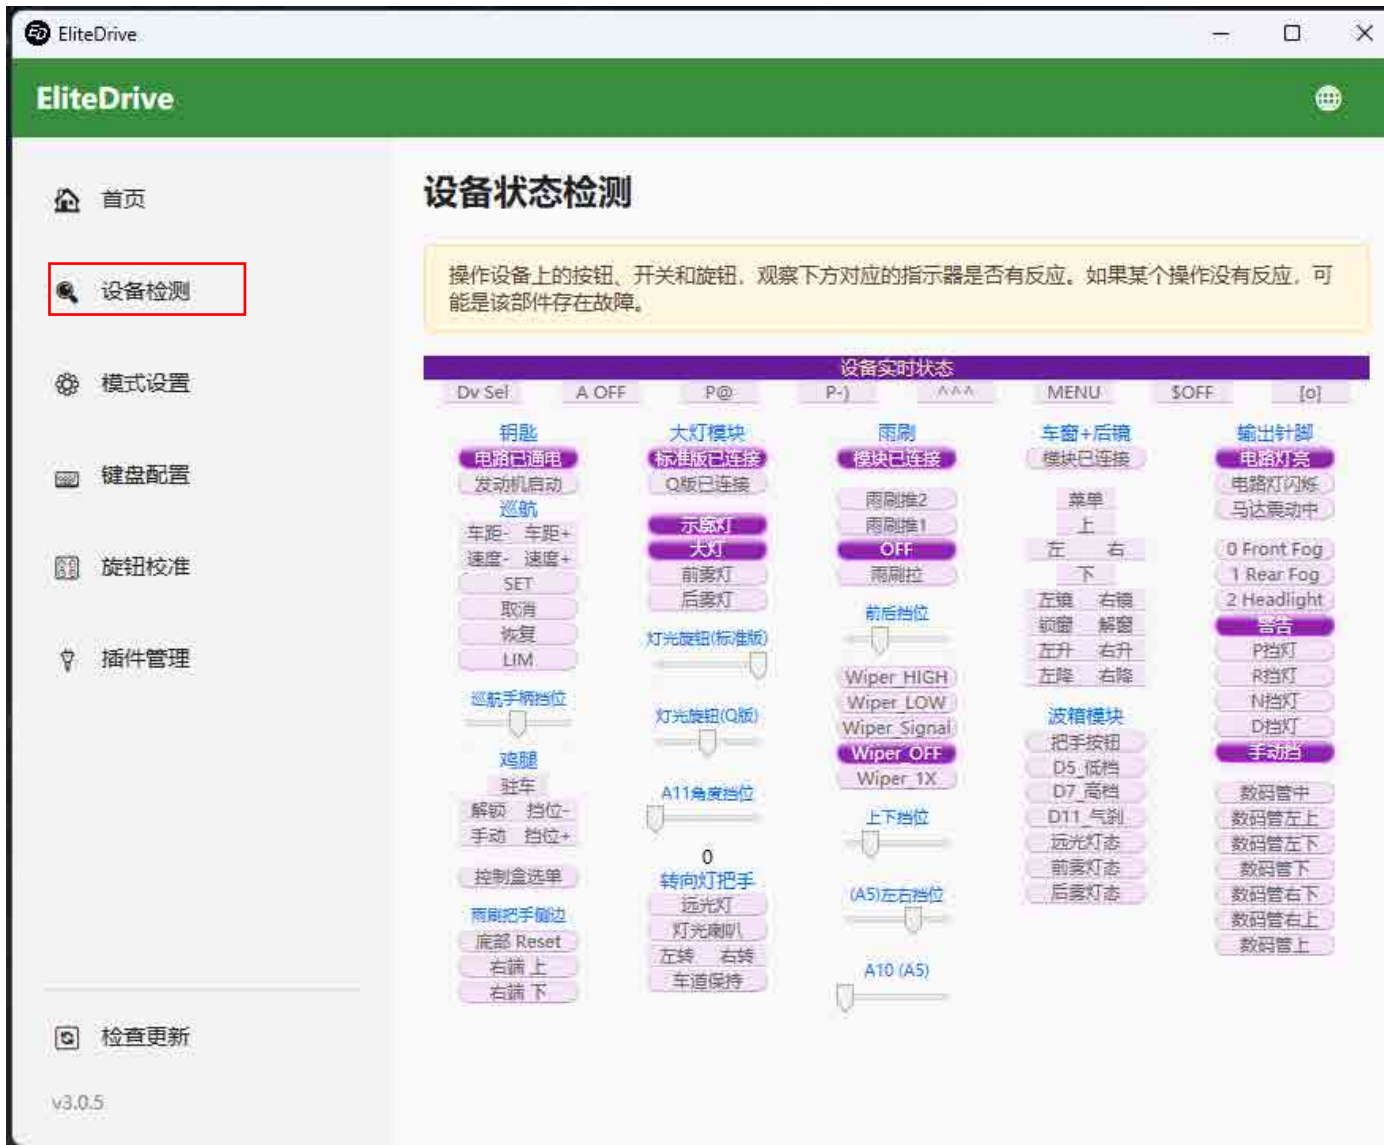 EliteDrive
EliteDrive
首页
设备检测
模式设置
键盘配置
旋钮校准
插件管理
检查更新
v3.0.5
设备状态检测
操作设备上的按钮、开关和旋钮，观察下方对应的指示器是否有反应。如果某个操作没有反应，可
能是该部件存在故障。
设备实时状态
Dv Sel A OFF P@ P-) ^^^ MENU $OFF [o]
钥匙
电路已通电
发动机启动
巡航
车距- 车距+
速度- 速度+
SET
取消
恢复
LIM
巡航手柄挡位
鸡腿
驻车
解锁 挡位-
手动 挡位+
控制盒选单
雨刷把手侧边
底部 Reset
右端 上
右端 下
大灯模块
标准版已连接
Q版已连接
示廓灯
大灯
前雾灯
后雾灯
灯光旋钮(标准版)
灯光旋钮(Q版)
A11角度挡位
0
转向灯把手
远光灯
灯光喇叭
左转 右转
车道保持
雨刷
模块已连接
雨刷推2
雨刷推1
OFF
雨刷拉
前后挡位
Wiper_HIGH
Wiper_LOW
Wiper_Signal
Wiper_OFF
Wiper_1X
上下挡位
(A5)左右挡位
A10 (A5)
车窗+后镜
模块已连接
菜单
上
左 右
下
左镜 右镜
锁窗 解窗
左升 右升
左降 右降
波箱模块
把手按钮
D5_低档
D7_高档
D11_气刹
远光灯态
前雾灯态
后雾灯态
输出针脚
电路灯亮
电路灯闪烁
马达震动中
0 Front Fog
1 Rear Fog
2 Headlight
警告
P挡灯
R挡灯
N挡灯
D挡灯
手动挡
数码管中
数码管左上
数码管左下
数码管下
数码管右下
数码管右上
数码管上